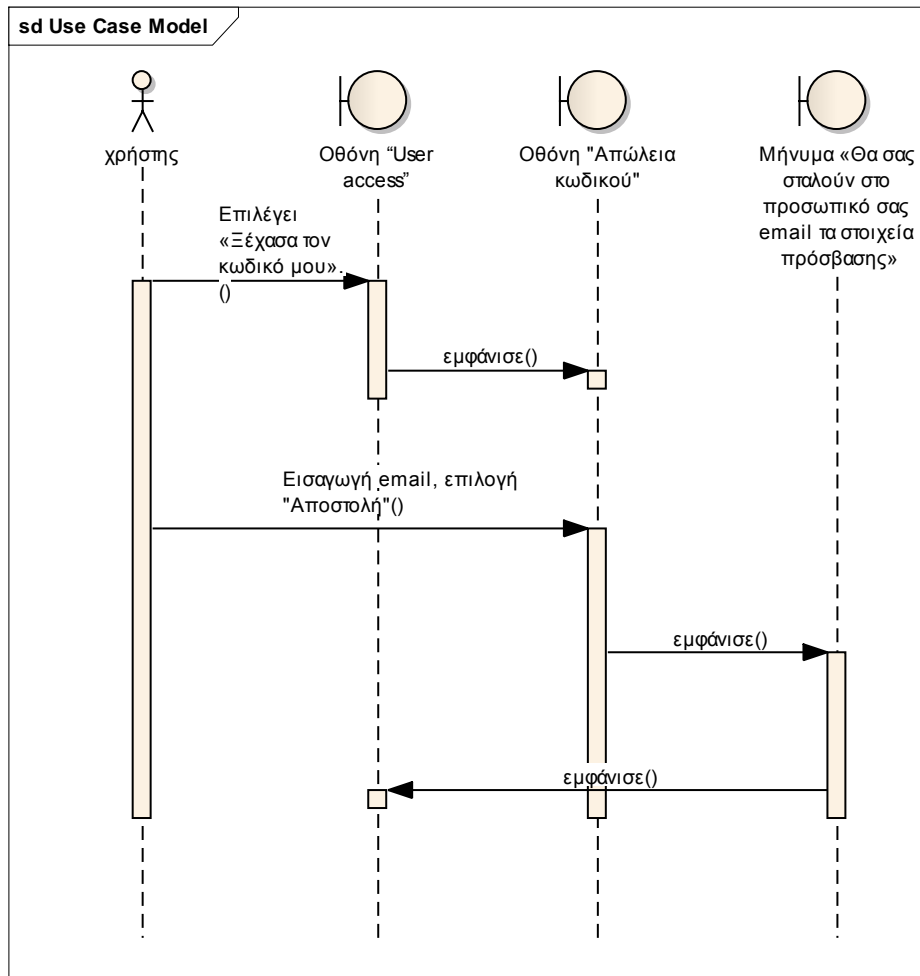 sd Use Case Model
χρήστης
Οθόνη “User
access”
Οθόνη "Απώλεια
κωδικού"
Μήνυμα «Θα σας
σταλούν στο
προσωπικό σας
email τα στοιχεία
πρόσβασης»
Επιλέγει
«Ξέχασα τον
κωδικό μου».
()
εμφάνισε()
Εισαγωγή email, επιλογή
"Αποστολή"()
εμφάνισε()
εμφάνισε()